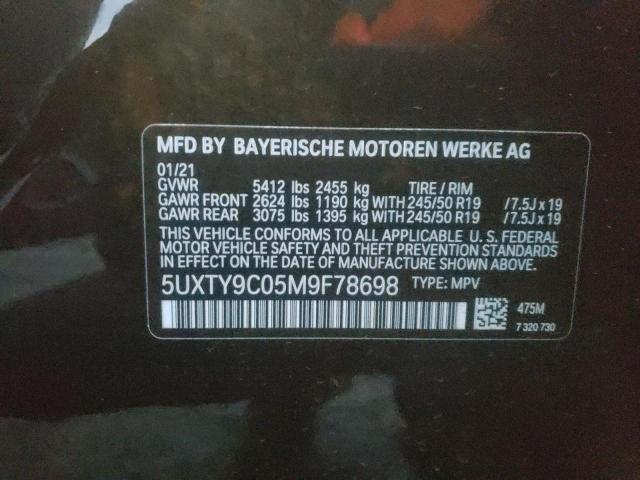 MFD BY BAYERISCHE MOTOREN WERKE AG
01/21
GVWR 5412 lbs 2455 kg TIRE / RIM
GAWR FRONT 2624 lbs 1190 kg WITH 245/50 R19 /7.5J x 19
GAWR REAR 3075 lbs 1395 kg WITH 245/50 R19 /7.5J x 19
THIS VEHICLE CONFORMS TO ALL APPLICABLE U. S. FEDERAL
MOTOR VEHICLE SAFETY AND THEFT PREVENTION STANDARDS
IN EFFECT ON THE DATE OF MANUFACTURE SHOWN ABOVE.
5UXTY9C05M9F78698 TYPE: MPV
475M
7 320 730